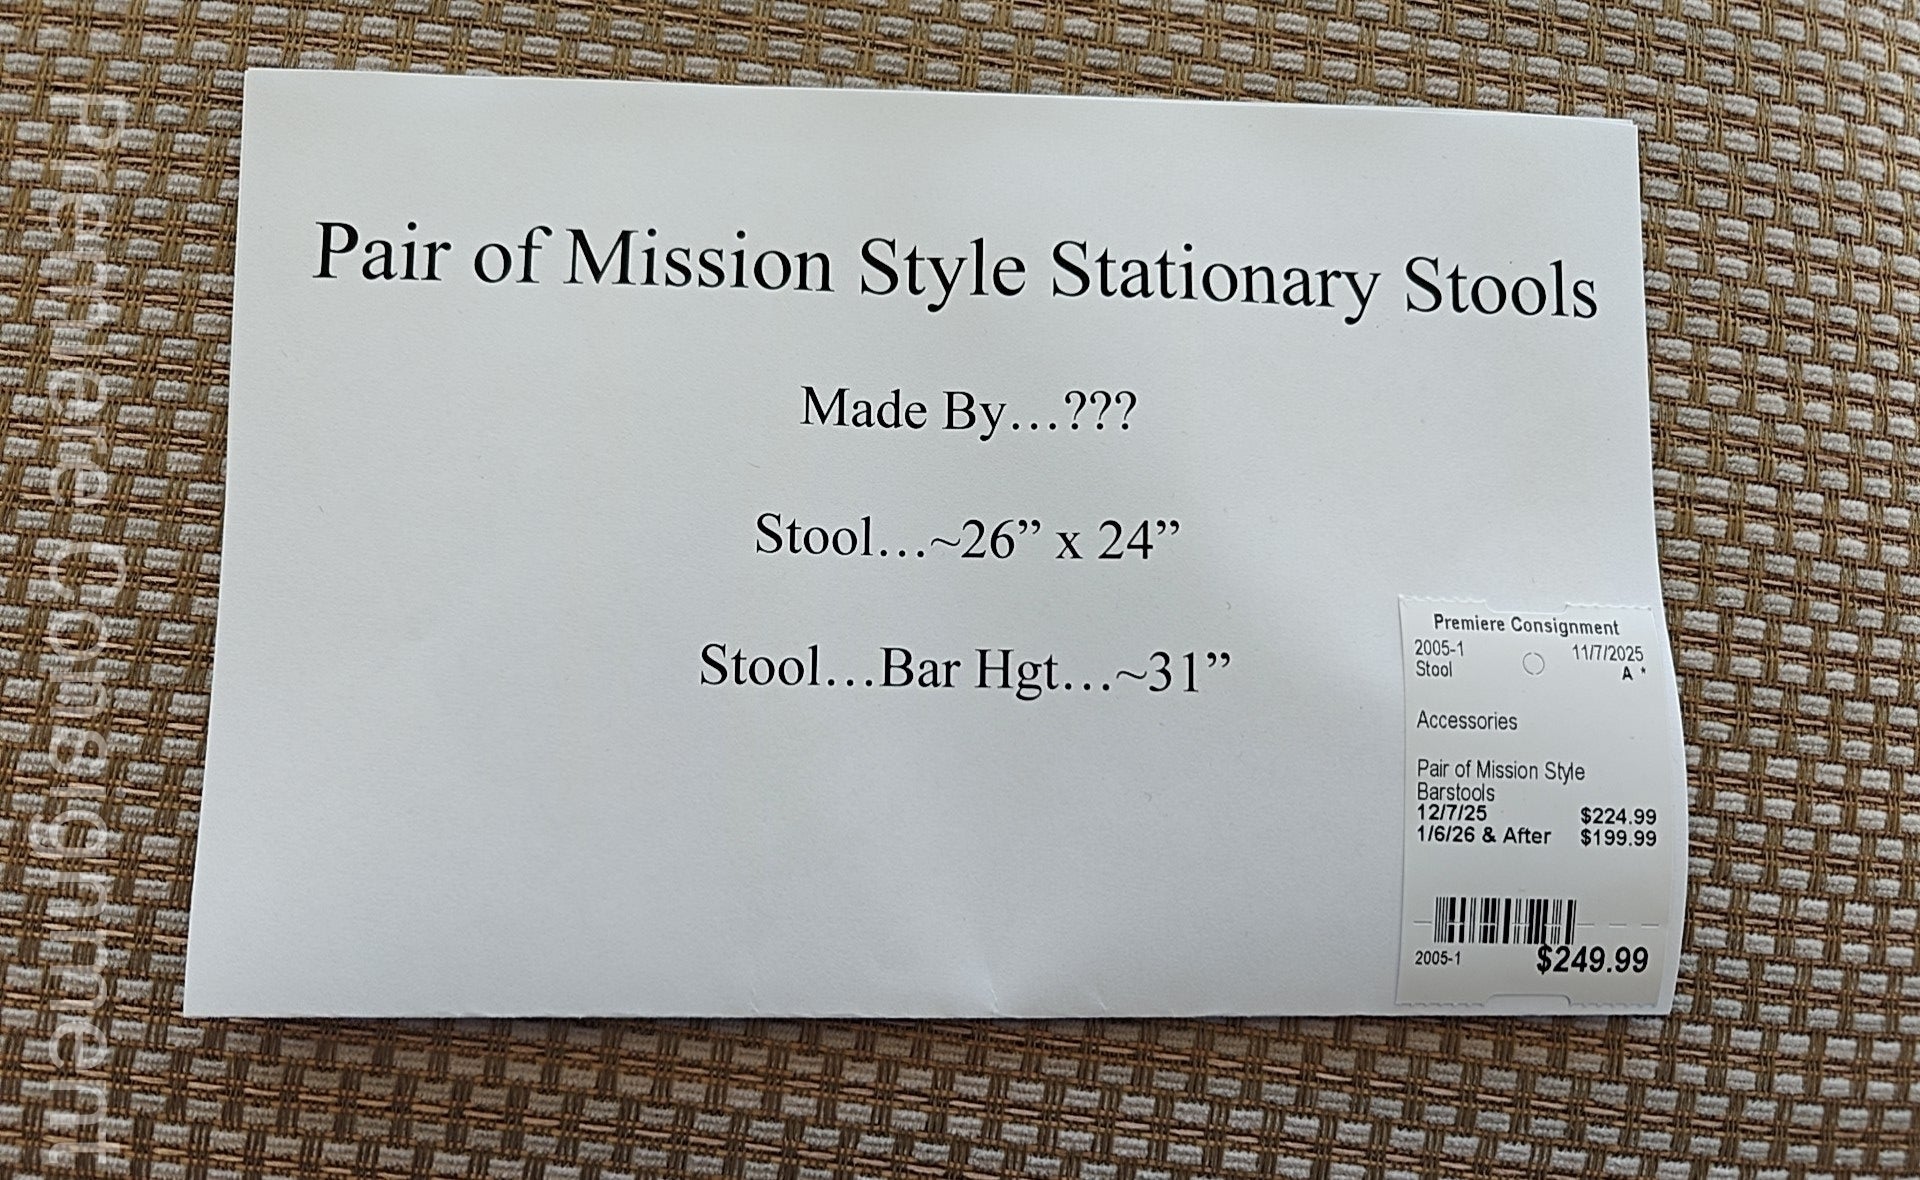 Pair of Mission Style Stationary Stools
Made By…???
Stool…~26” x 24”
Stool…Bar Hgt…~31”
Premiere Consignment
2005-1 11/7/2025
Stool A *
Accessories
Pair of Mission Style
Barstools
12/7/25 $224.99
1/6/26 & After $199.99
2005-1 $249.99
Premiere Consignment